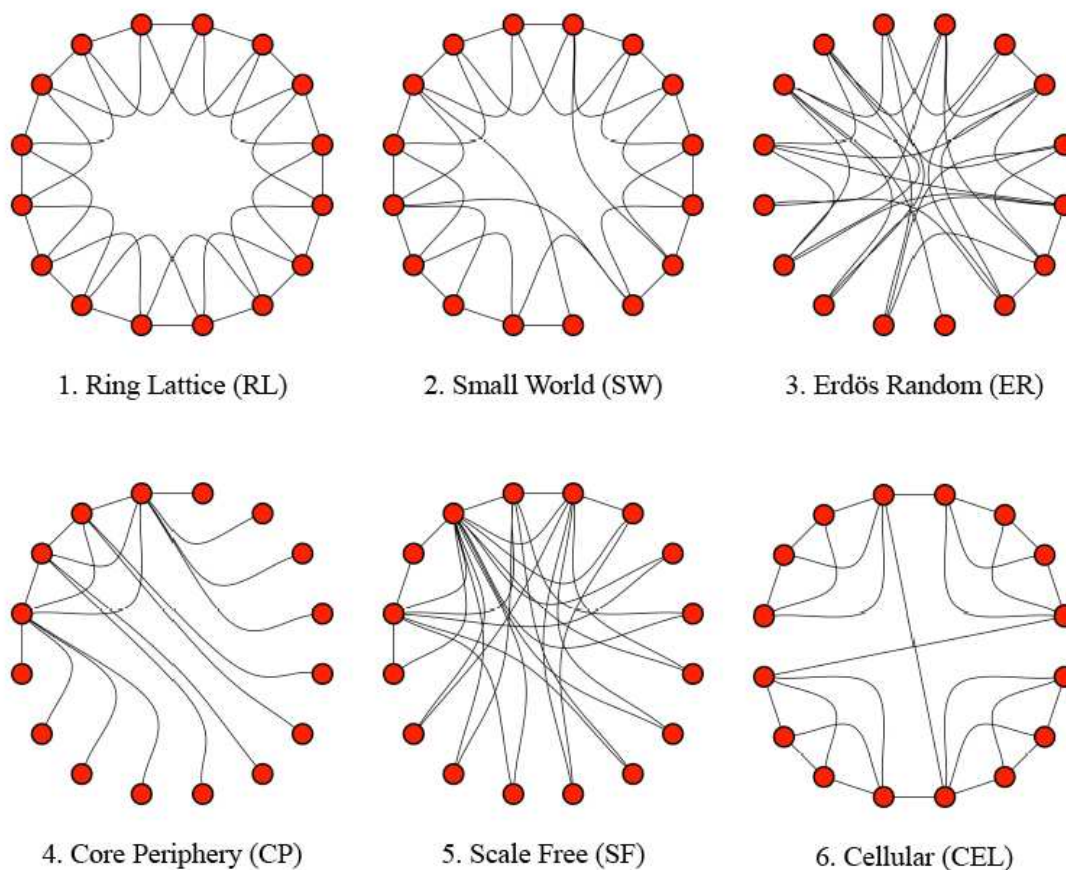 1. Ring Lattice (RL)
2. Small World (SW)
3. Erdös Random (ER)
4. Core Periphery (CP)
5. Scale Free (SF)
6. Cellular (CEL)